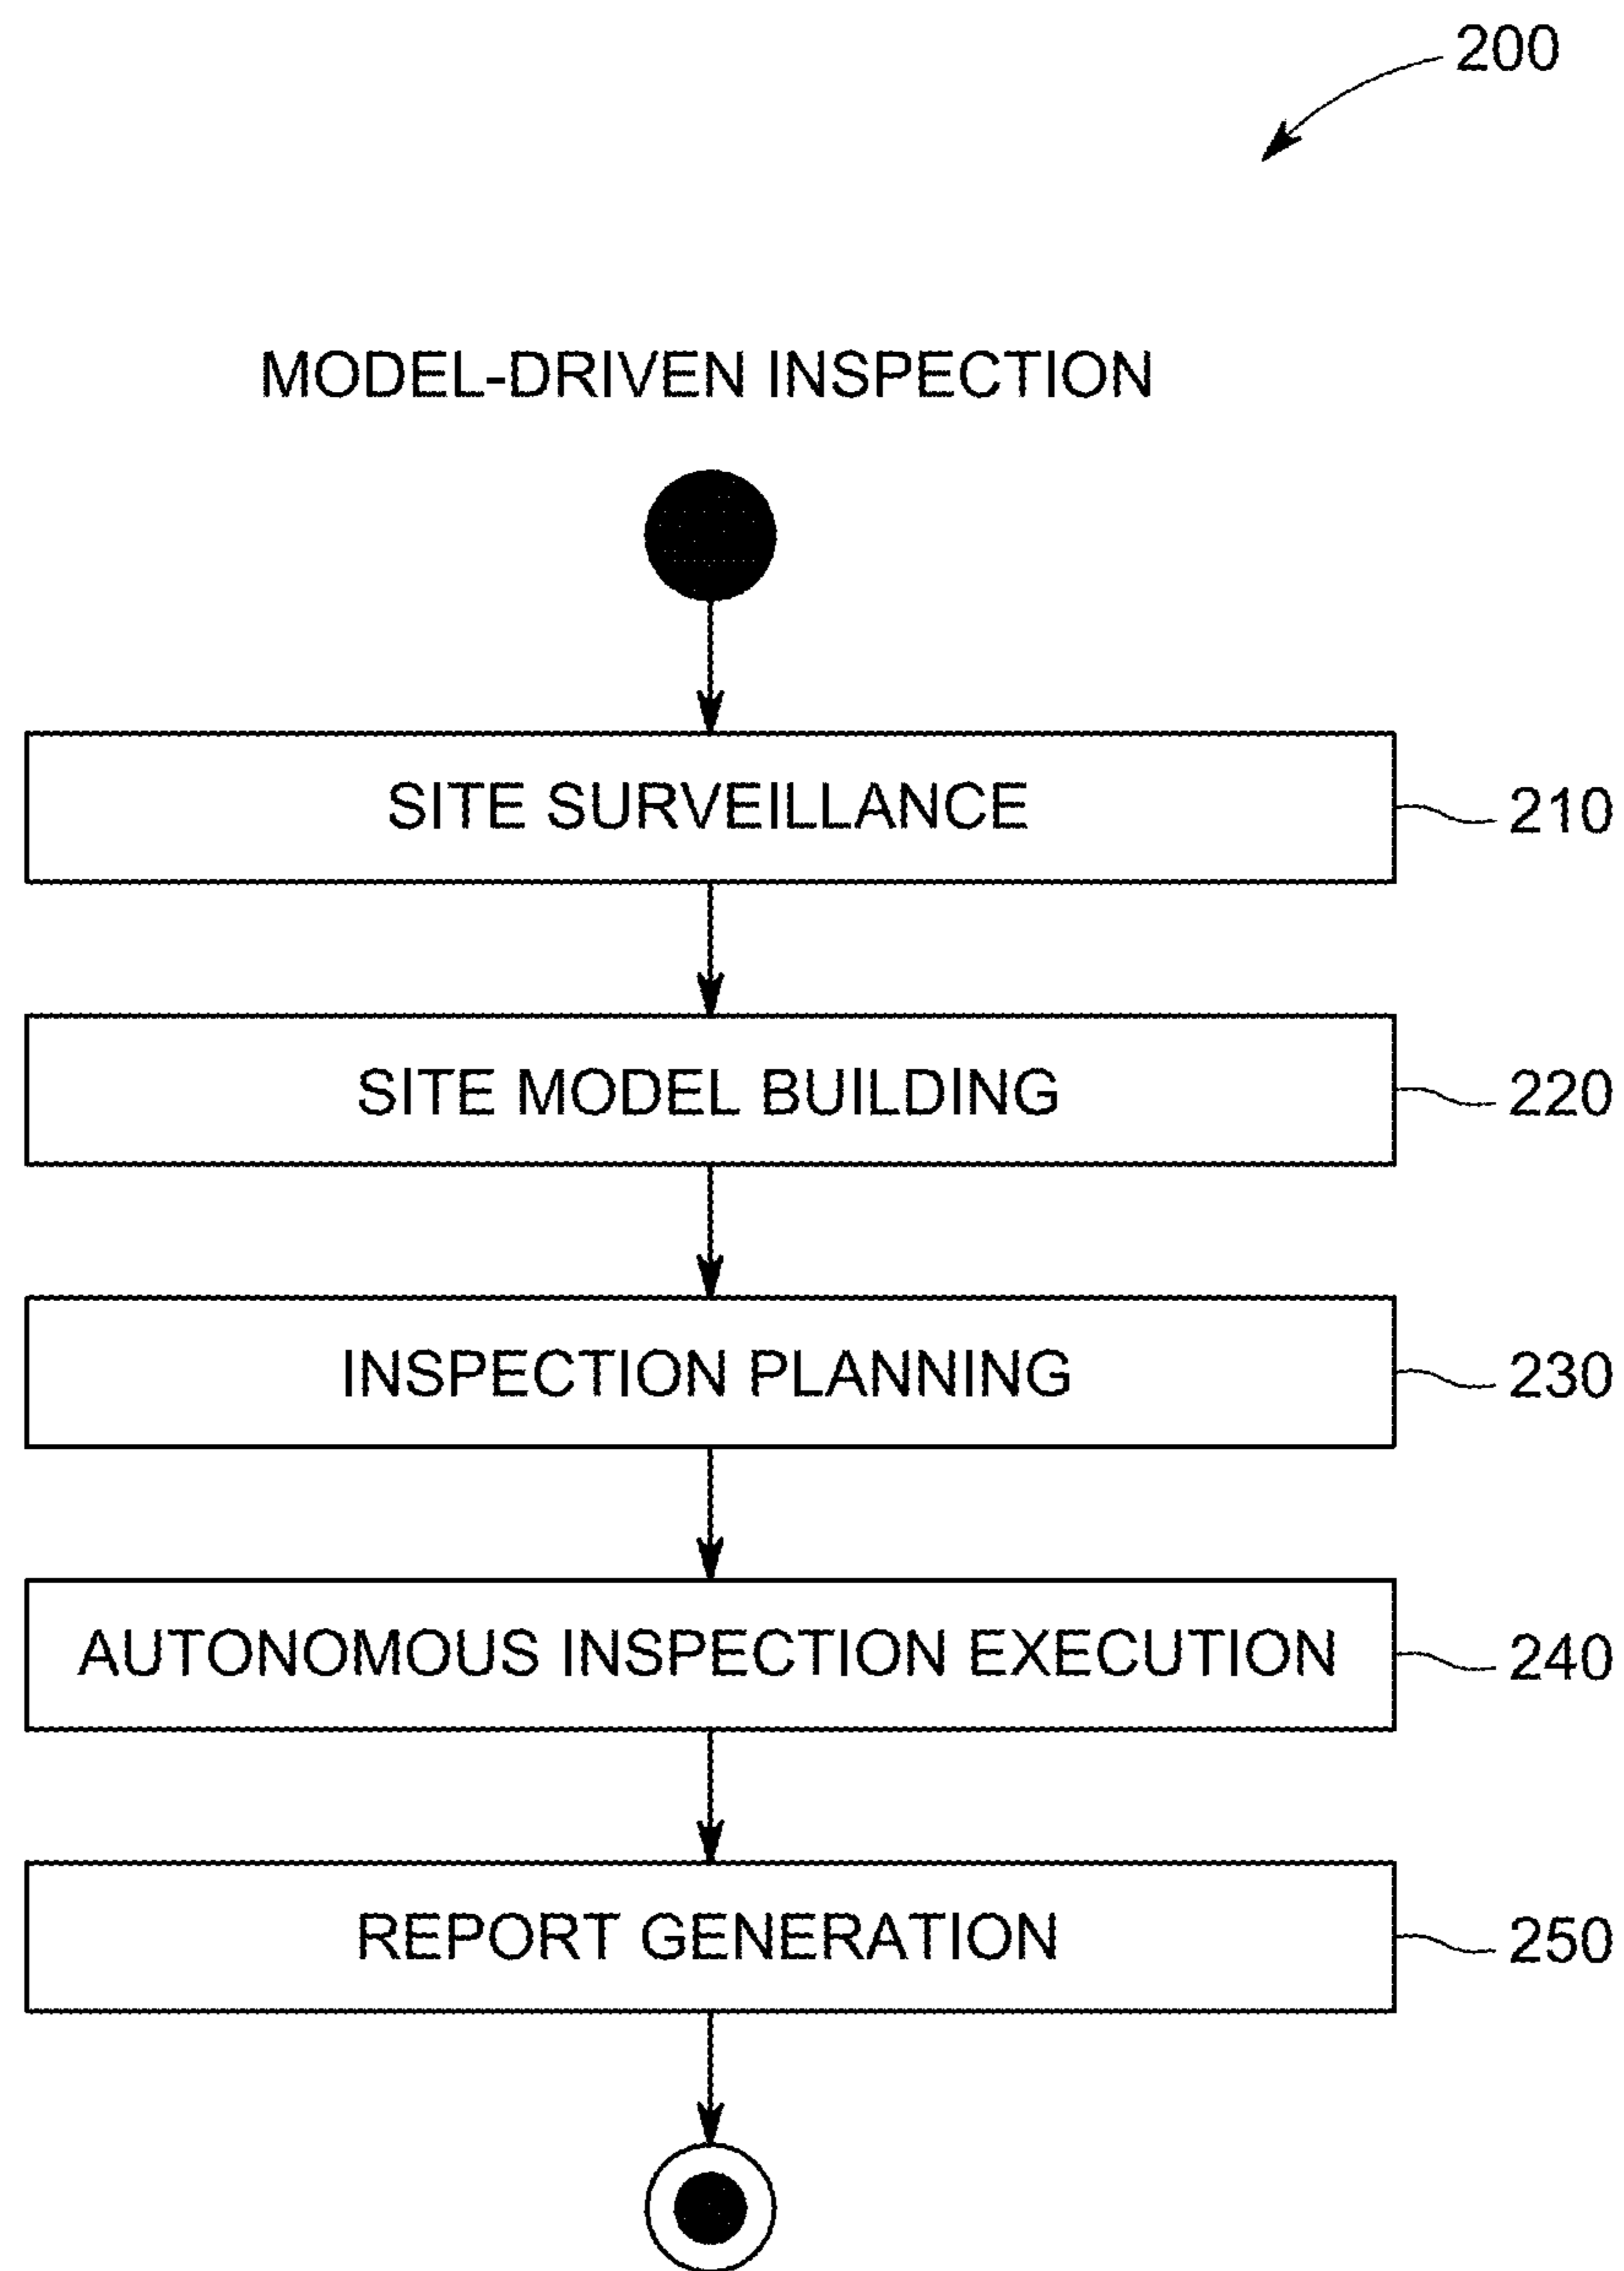 200
MODEL-DRIVEN INSPECTION
SITE SURVEILLANCE
210
SITE MODEL BUILDING
220
INSPECTION PLANNING
230
AUTONOMOUS INSPECTION EXECUTION
240
REPORT GENERATION
250